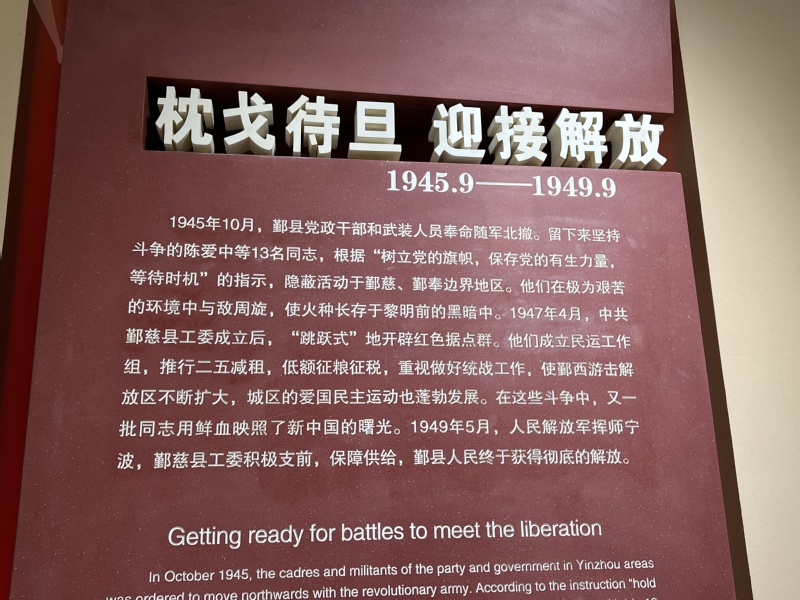 枕戈待旦 迎接解放
1945.9——1949.9
1945年10月，鄞县党政干部和武装人员奉命随军北撤。留下来坚持
斗争的陈爱中等13名同志，根据“树立党的旗帜，保存党的有生力量，
等待时机”的指示，隐蔽活动于鄞慈、鄞奉边界地区。他们在极为艰苦
的环境中与敌周旋，使火种长存于黎明前的黑暗中。1947年4月，中共
鄞慈县工委成立后，“跳跃式”地开辟红色据点群。他们成立民运工作
组，推行二五减租，低额征粮征税，重视做好统战工作，使鄞西游击解
放区不断扩大，城区的爱国民主运动也蓬勃发展。在这些斗争中，又一
批同志用鲜血映照了新中国的曙光。1949年5月，人民解放军挥师宁
波，鄞慈县工委积极支前，保障供给，鄞县人民终于获得彻底的解放。
Getting ready for battles to meet the liberation
In October 1945, the cadres and militants of the party and government in Yinzhou areas
was ordered to move northwards with the revolutionary army. According to the instruction "hold